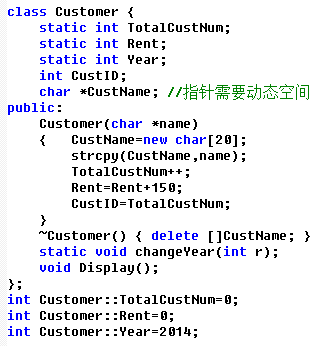 class Customer {
    static int TotalCustNum;
    static int Rent;
    static int Year;
    int CustID;
    char *CustName; //指针需要动态空间
public:
    Customer(char *name)
    {   CustName=new char[20];
        strcpy(CustName,name);
        TotalCustNum++;
        Rent=Rent+150;
        CustID=TotalCustNum;
    }
    ~Customer() { delete []CustName; }
    static void changeYear(int r);
    void Display();
};
int Customer::TotalCustNum=0;
int Customer::Rent=0;
int Customer::Year=2014;